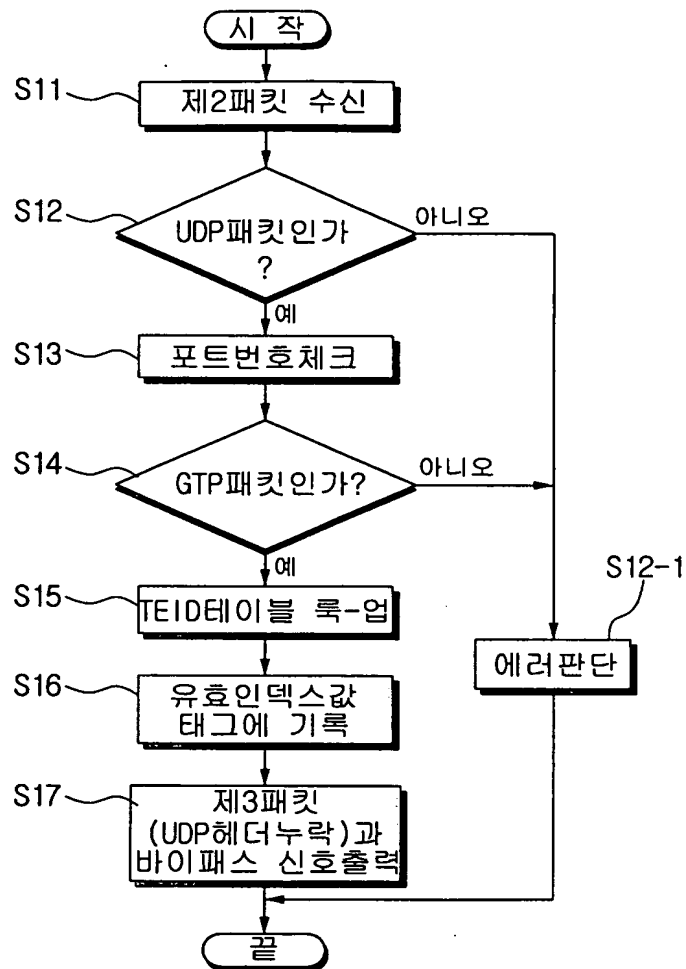 시 작
S11
제2패킷 수신
S12
UDP패킷인가
?
아니오
예
S13
포트번호체크
S14
GTP패킷인가?
아니오
예
S12-1
S15
TEID테이블 룩-업
에러판단
S16
유효인덱스값
태그에 기록
S17
제3패킷
(UDP헤더누락)과
바이패스 신호출력
끝